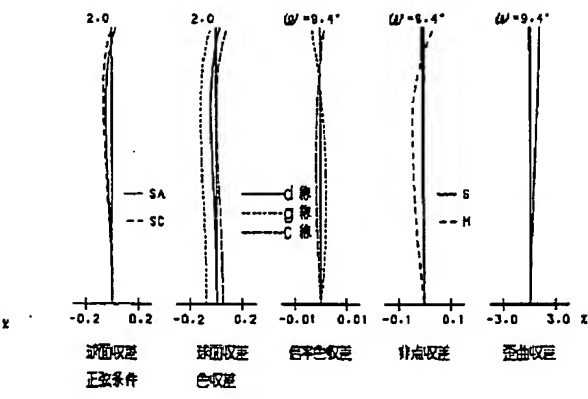 2.0 2.0 ω=9.4° ω=9.4° ω=9.4°
SA
SC
d線
g線
C線
S
M
-0.2 0.2 -0.2 0.2 -0.01 0.01 -0.1 0.1 -3.0 3.0 %
%
球面収差 球面収差 倍率色収差 非点収差 歪曲収差
正弦条件 色収差